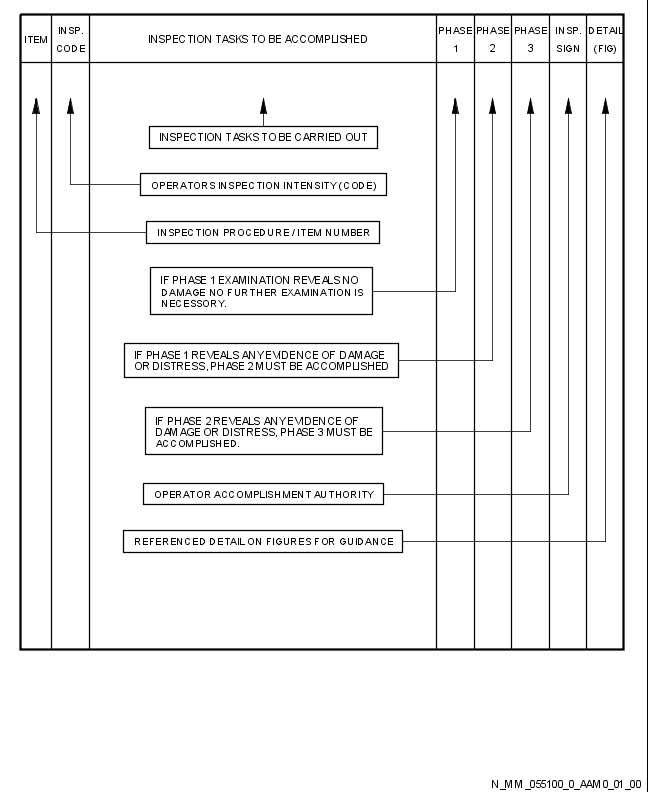 ITEM
INSP.
CODE
INSPECTION TASKS TO BE ACCOMPLISHED
PHASE
1
PHASE
2
PHASE
3
INSP.
SIGN
DETAIL
(FIG)
INSPECTION TASKS TO BE CARRIED OUT
OPERATORS INSPECTION INTENSITY (CODE)
INSPECTION PROCEDURE / ITEM NUMBER
IF PHASE 1 EXAMINATION REVEALS NO
DAMAGE NO FURTHER EXAMINATION IS
NECESSARY.
IF PHASE 1 REVEALS ANY EVIDENCE OF DAMAGE
OR DISTRESS, PHASE 2 MUST BE ACCOMPLISHED
IF PHASE 2 REVEALS ANY EVIDENCE OF
DAMAGE OR DISTRESS, PHASE 3 MUST BE
ACCOMPLISHED.
OPERATOR ACCOMPLISHMENT AUTHORITY
REFERENCED DETAIL ON FIGURES FOR GUIDANCE
N_MM_055100_0_AAM0_01_00